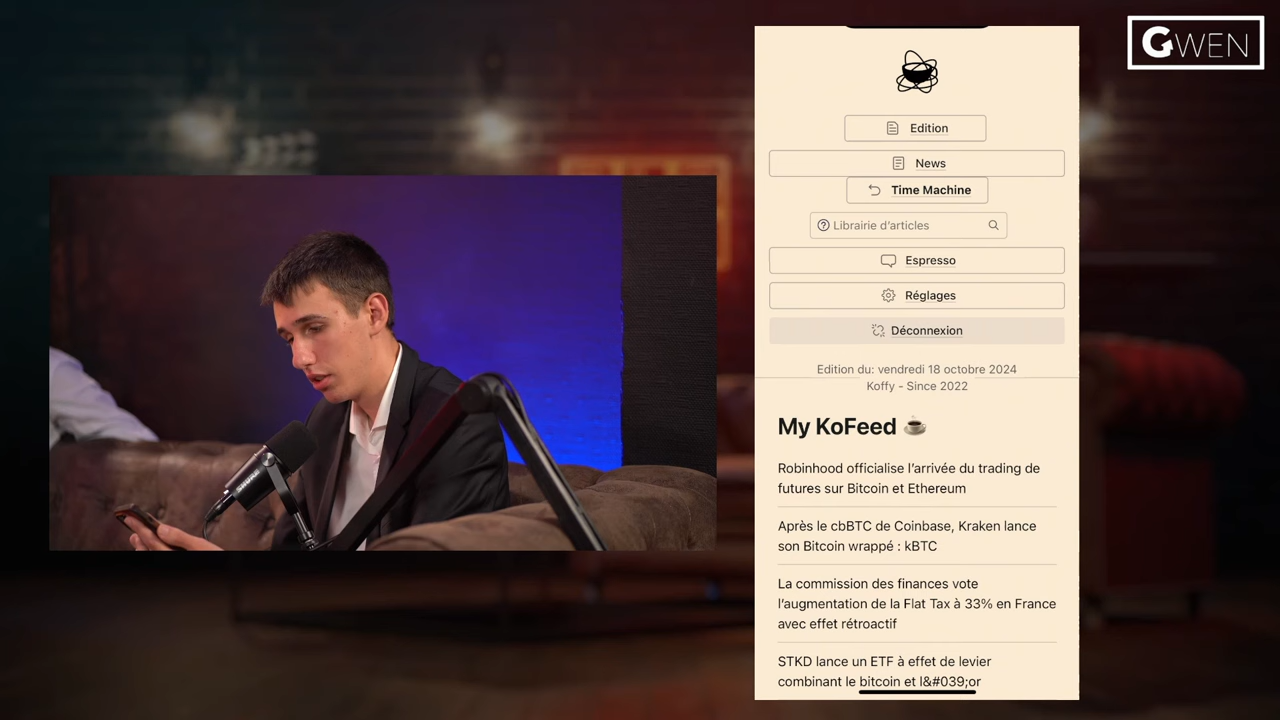 GWEN
Edition
News
Time Machine
Librairie d'articles
Espresso
Réglages
Déconnexion
Edition du: vendredi 18 octobre 2024
Koffy - Since 2022
My KoFeed ☕
Robinhood officialise l'arrivée du trading de
futures sur Bitcoin et Ethereum
Après le cbBTC de Coinbase, Kraken lance
son Bitcoin wrappé : kBTC
La commission des finances vote
l'augmentation de la Flat Tax à 33% en France
avec effet rétroactif
STKD lance un ETF à effet de levier
combinant le bitcoin et l&#039;or
SHURE